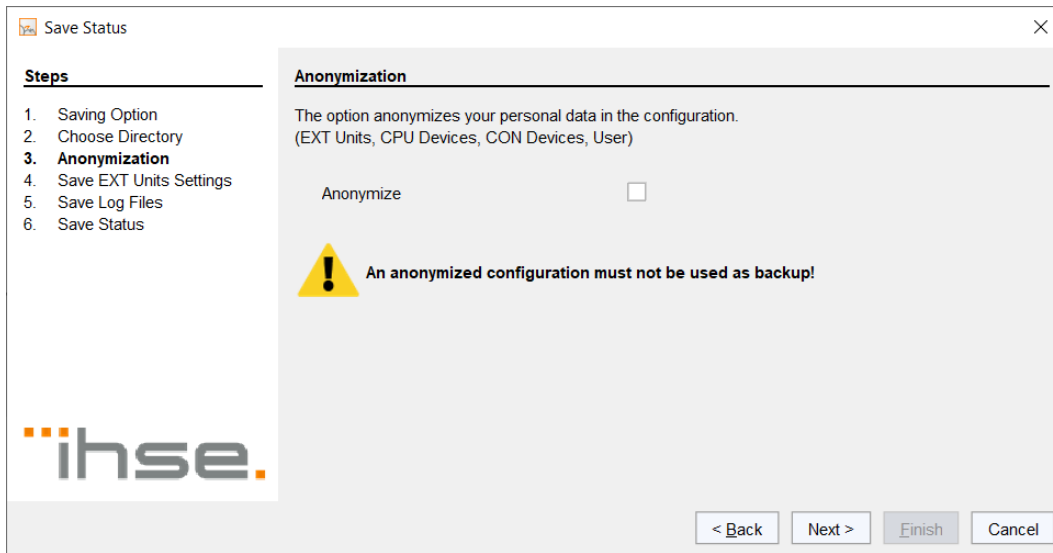 Save Status
Steps
1. Saving Option
2. Choose Directory
3. Anonymization
4. Save EXT Units Settings
5. Save Log Files
6. Save Status
ihse.
Anonymization
The option anonymizes your personal data in the configuration.
(EXT Units, CPU Devices, CON Devices, User)
Anonymize
An anonymized configuration must not be used as backup!
< Back Next > Finish Cancel